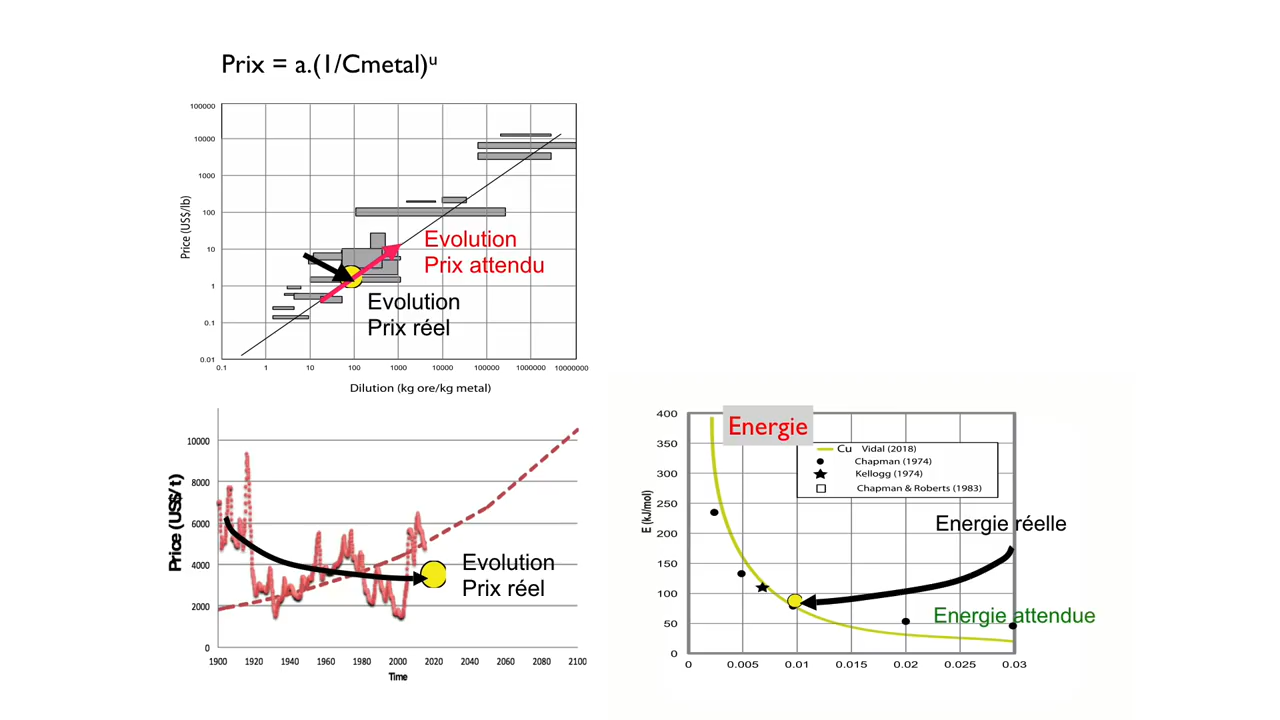 Prix = a.(1/Cmetal)ᵘ
100000
10000
1000
100
10
1
0.1
0.01
Price (US$/lb)
Evolution
Prix attendu
Evolution
Prix réel
0.1 1 10 100 1000 10000 100000 1000000 10000000
Dilution (kg ore/kg metal)
10000
8000
6000
4000
2000
0
Price (US$/t)
Evolution
Prix réel
1900 1920 1940 1960 1980 2000 2020 2040 2060 2080 2100
Time
Energie
400
350
300
250
200
150
100
50
0
E (kJ/mol)
Cu Vidal (2018)
Chapman (1974)
Kellogg (1974)
Chapman & Roberts (1983)
Energie réelle
Energie attendue
0 0.005 0.01 0.015 0.02 0.025 0.03